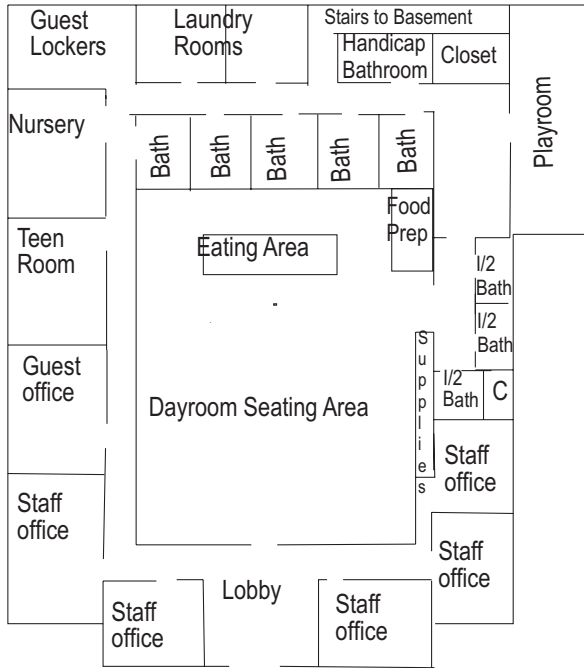 Guest
Lockers
Laundry
Rooms
Stairs to Basement
Handicap
Bathroom
Closet
Playroom
Nursery
Bath
Bath
Bath
Bath
Bath
Teen
Room
Eating Area
Food
Prep
I/2
Bath
I/2
Bath
Guest
office
Dayroom Seating Area
Supplies
I/2
Bath
C
Staff
office
Staff
office
Staff
office
Lobby
Staff
office
Staff
office